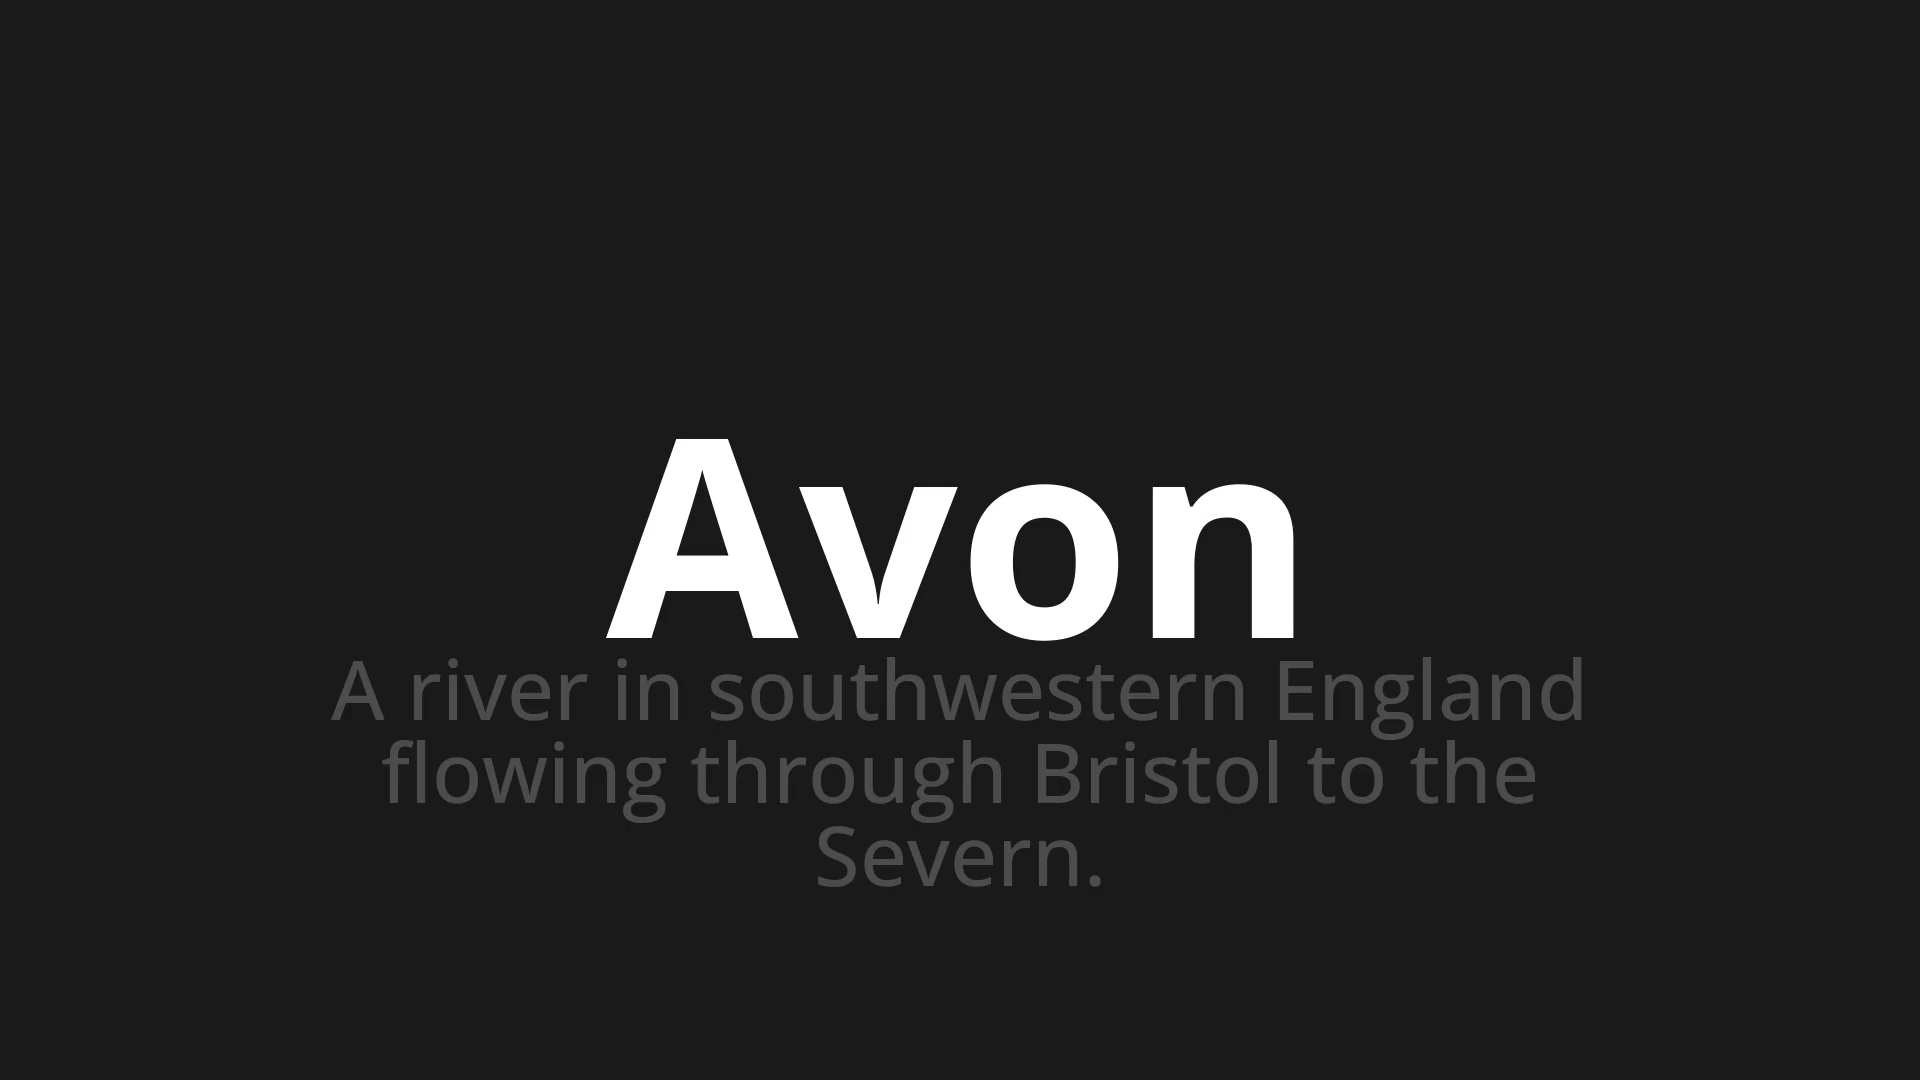 Avon
A river in southwestern England
flowing through Bristol to the
Severn.